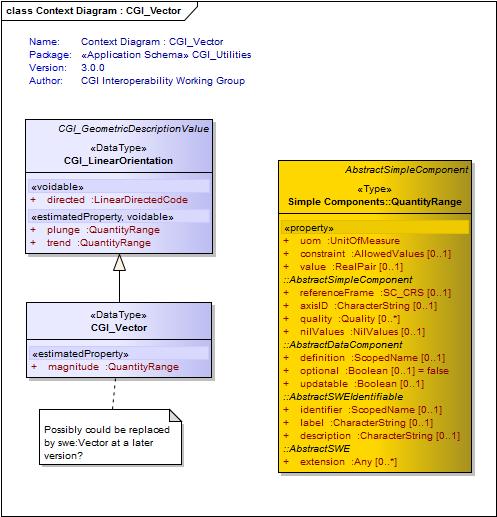 class Context Diagram : CGI_Vector
Name: Context Diagram : CGI_Vector
Package: «Application Schema» CGI_Utilities
Version: 3.0.0
Author: CGI Interoperability Working Group
CGI_GeometricDescriptionValue
«DataType»
CGI_LinearOrientation
«voidable»
+ directed :LinearDirectedCode
«estimatedProperty, voidable»
+ plunge :QuantityRange
+ trend :QuantityRange
«DataType»
CGI_Vector
«estimatedProperty»
+ magnitude :QuantityRange
Possibly could be replaced
by swe:Vector at a later
version?
AbstractSimpleComponent
«Type»
Simple Components::QuantityRange
«property»
+ uom :UnitOfMeasure
+ constraint :AllowedValues [0..1]
+ value :RealPair [0..1]
::AbstractSimpleComponent
+ referenceFrame :SC_CRS [0..1]
+ axisID :CharacterString [0..1]
+ quality :Quality [0..*]
+ nilValues :NilValues [0..1]
::AbstractDataComponent
+ definition :ScopedName [0..1]
+ optional :Boolean [0..1] = false
+ updatable :Boolean [0..1]
::AbstractSWEIdentifiable
+ identifier :ScopedName [0..1]
+ label :CharacterString [0..1]
+ description :CharacterString [0..1]
::AbstractSWE
+ extension :Any [0..*]